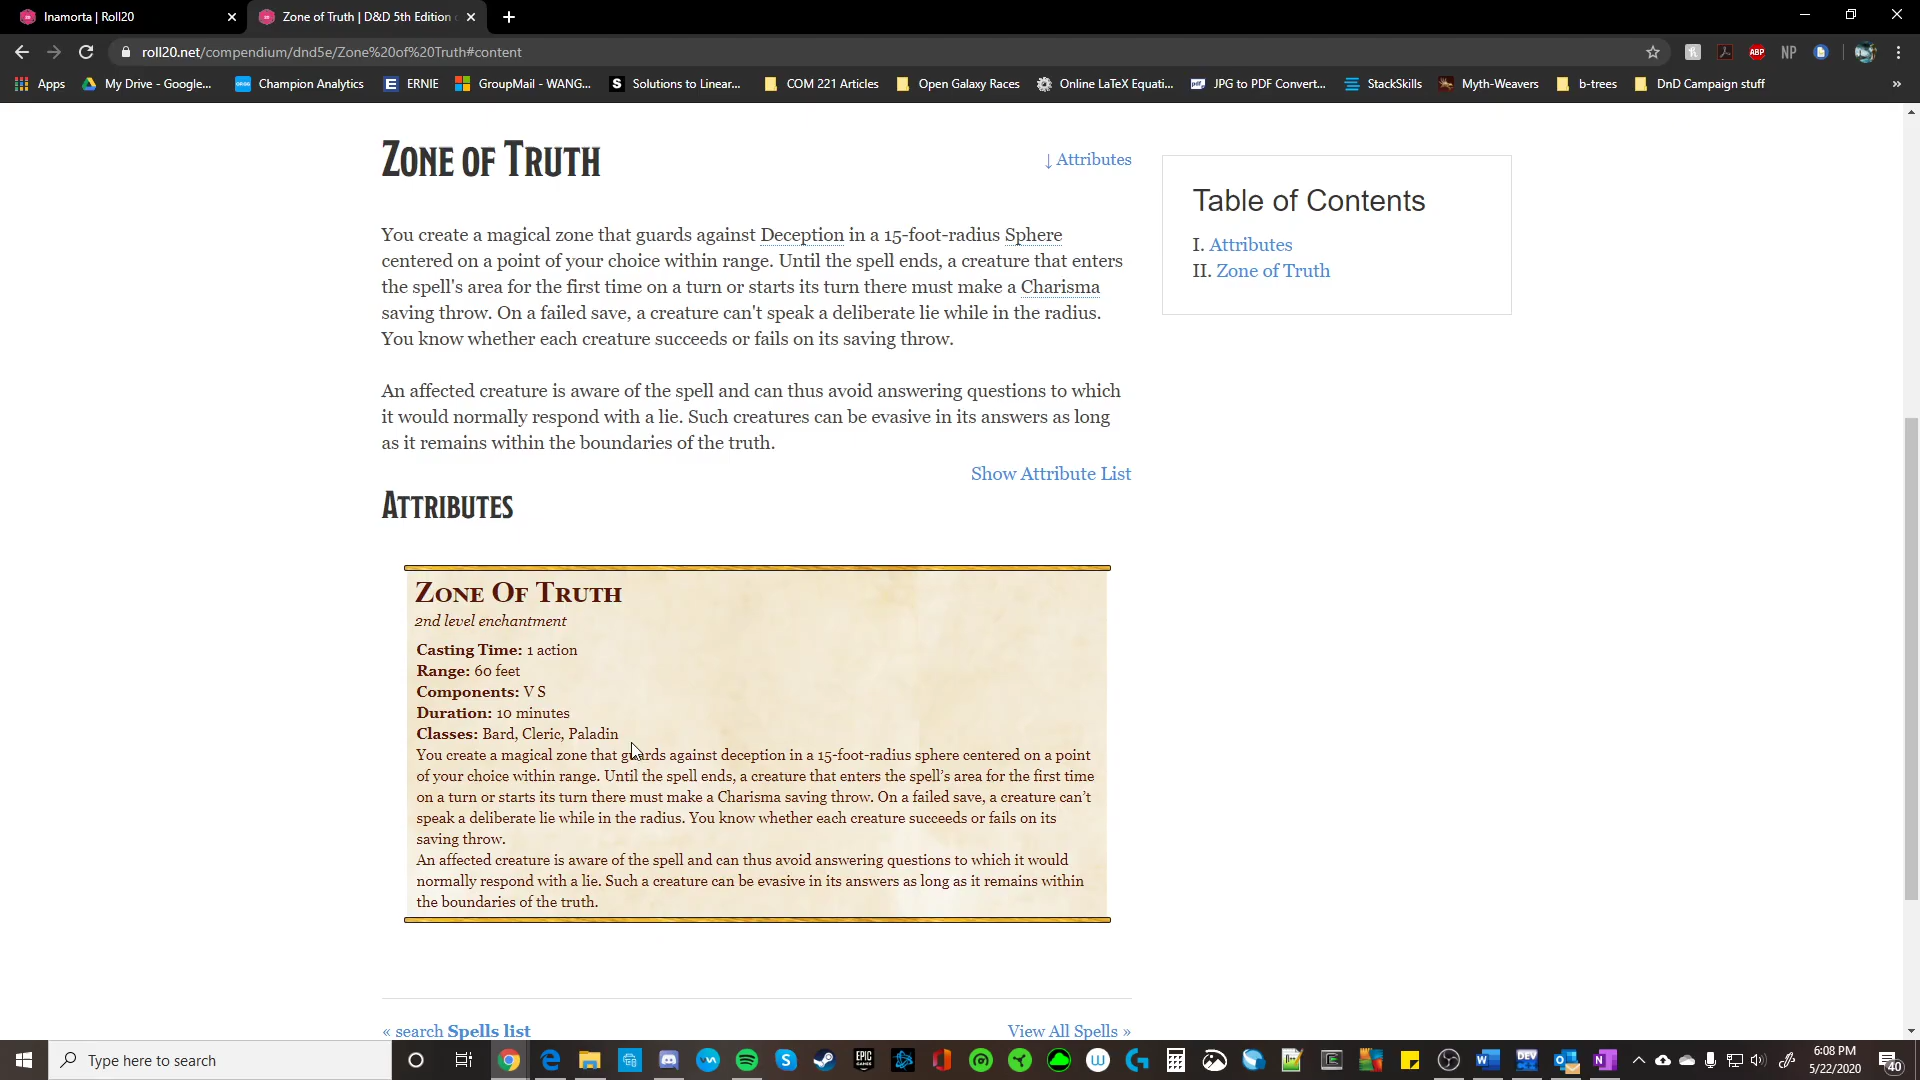 Inamorta | Roll20
Zone of Truth | D&D 5th Edition
roll20.net/compendium/dnd5e/Zone%20of%20Truth#content
ABP
NP
Apps
My Drive - Google...
Champion Analytics
ERNIE
GroupMail - WANG...
Solutions to Linear...
COM 221 Articles
Open Galaxy Races
Online LaTeX Equati...
JPG to PDF Convert...
StackSkills
Myth-Weavers
b-trees
DnD Campaign stuff
»
Zone of Truth
↓ Attributes
You create a magical zone that guards against Deception in a 15-foot-radius Sphere
centered on a point of your choice within range. Until the spell ends, a creature that enters
the spell's area for the first time on a turn or starts its turn there must make a Charisma
saving throw. On a failed save, a creature can't speak a deliberate lie while in the radius.
You know whether each creature succeeds or fails on its saving throw.
An affected creature is aware of the spell and can thus avoid answering questions to which
it would normally respond with a lie. Such creatures can be evasive in its answers as long
as it remains within the boundaries of the truth.
Show Attribute List
Attributes
Zone Of Truth
2nd level enchantment
Casting Time: 1 action
Range: 60 feet
Components: V S
Duration: 10 minutes
Classes: Bard, Cleric, Paladin
You create a magical zone that guards against deception in a 15-foot-radius sphere centered on a point
of your choice within range. Until the spell ends, a creature that enters the spell’s area for the first time
on a turn or starts its turn there must make a Charisma saving throw. On a failed save, a creature can’t
speak a deliberate lie while in the radius. You know whether each creature succeeds or fails on its
saving throw.
An affected creature is aware of the spell and can thus avoid answering questions to which it would
normally respond with a lie. Such a creature can be evasive in its answers as long as it remains within
the boundaries of the truth.
« search Spells list
View All Spells »
Table of Contents
I. Attributes
II. Zone of Truth
Type here to search
6:08 PM
5/22/2020
40